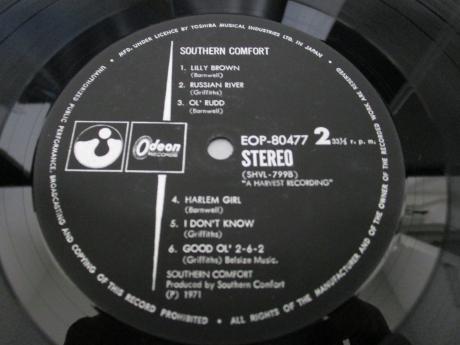 MFD. UNDER LICENCE BY TOSHIBA MUSICAL INDUSTRIES LTD. IN JAPAN •
ALL RIGHTS OF THE MANUFACTURER AND OF THE OWNER OF THE RECORDED WORK ARE RESERVED
UNAUTHORIZED PUBLIC PERFORMANCE, BROADCASTING AND COPYING OF THIS RECORD PROHIBITED •
SOUTHERN COMFORT
1. LILLY BROWN
(Barnwell)
2. RUSSIAN RIVER
(Griffiths)
3. OL' RUDD
(Barnwell)
Odeon
RECORDS
EOP-80477 2 33⅓ r. p. m.
STEREO
(SHVL-799B)
"A HARVEST RECORDING"
4. HARLEM GIRL
(Barnwell)
5. I DON'T KNOW
(Griffiths)
6. GOOD OL' 2-6-2
(Griffiths) Belsize Music.
SOUTHERN COMFORT
Produced by Southern Comfort
(P) 1971